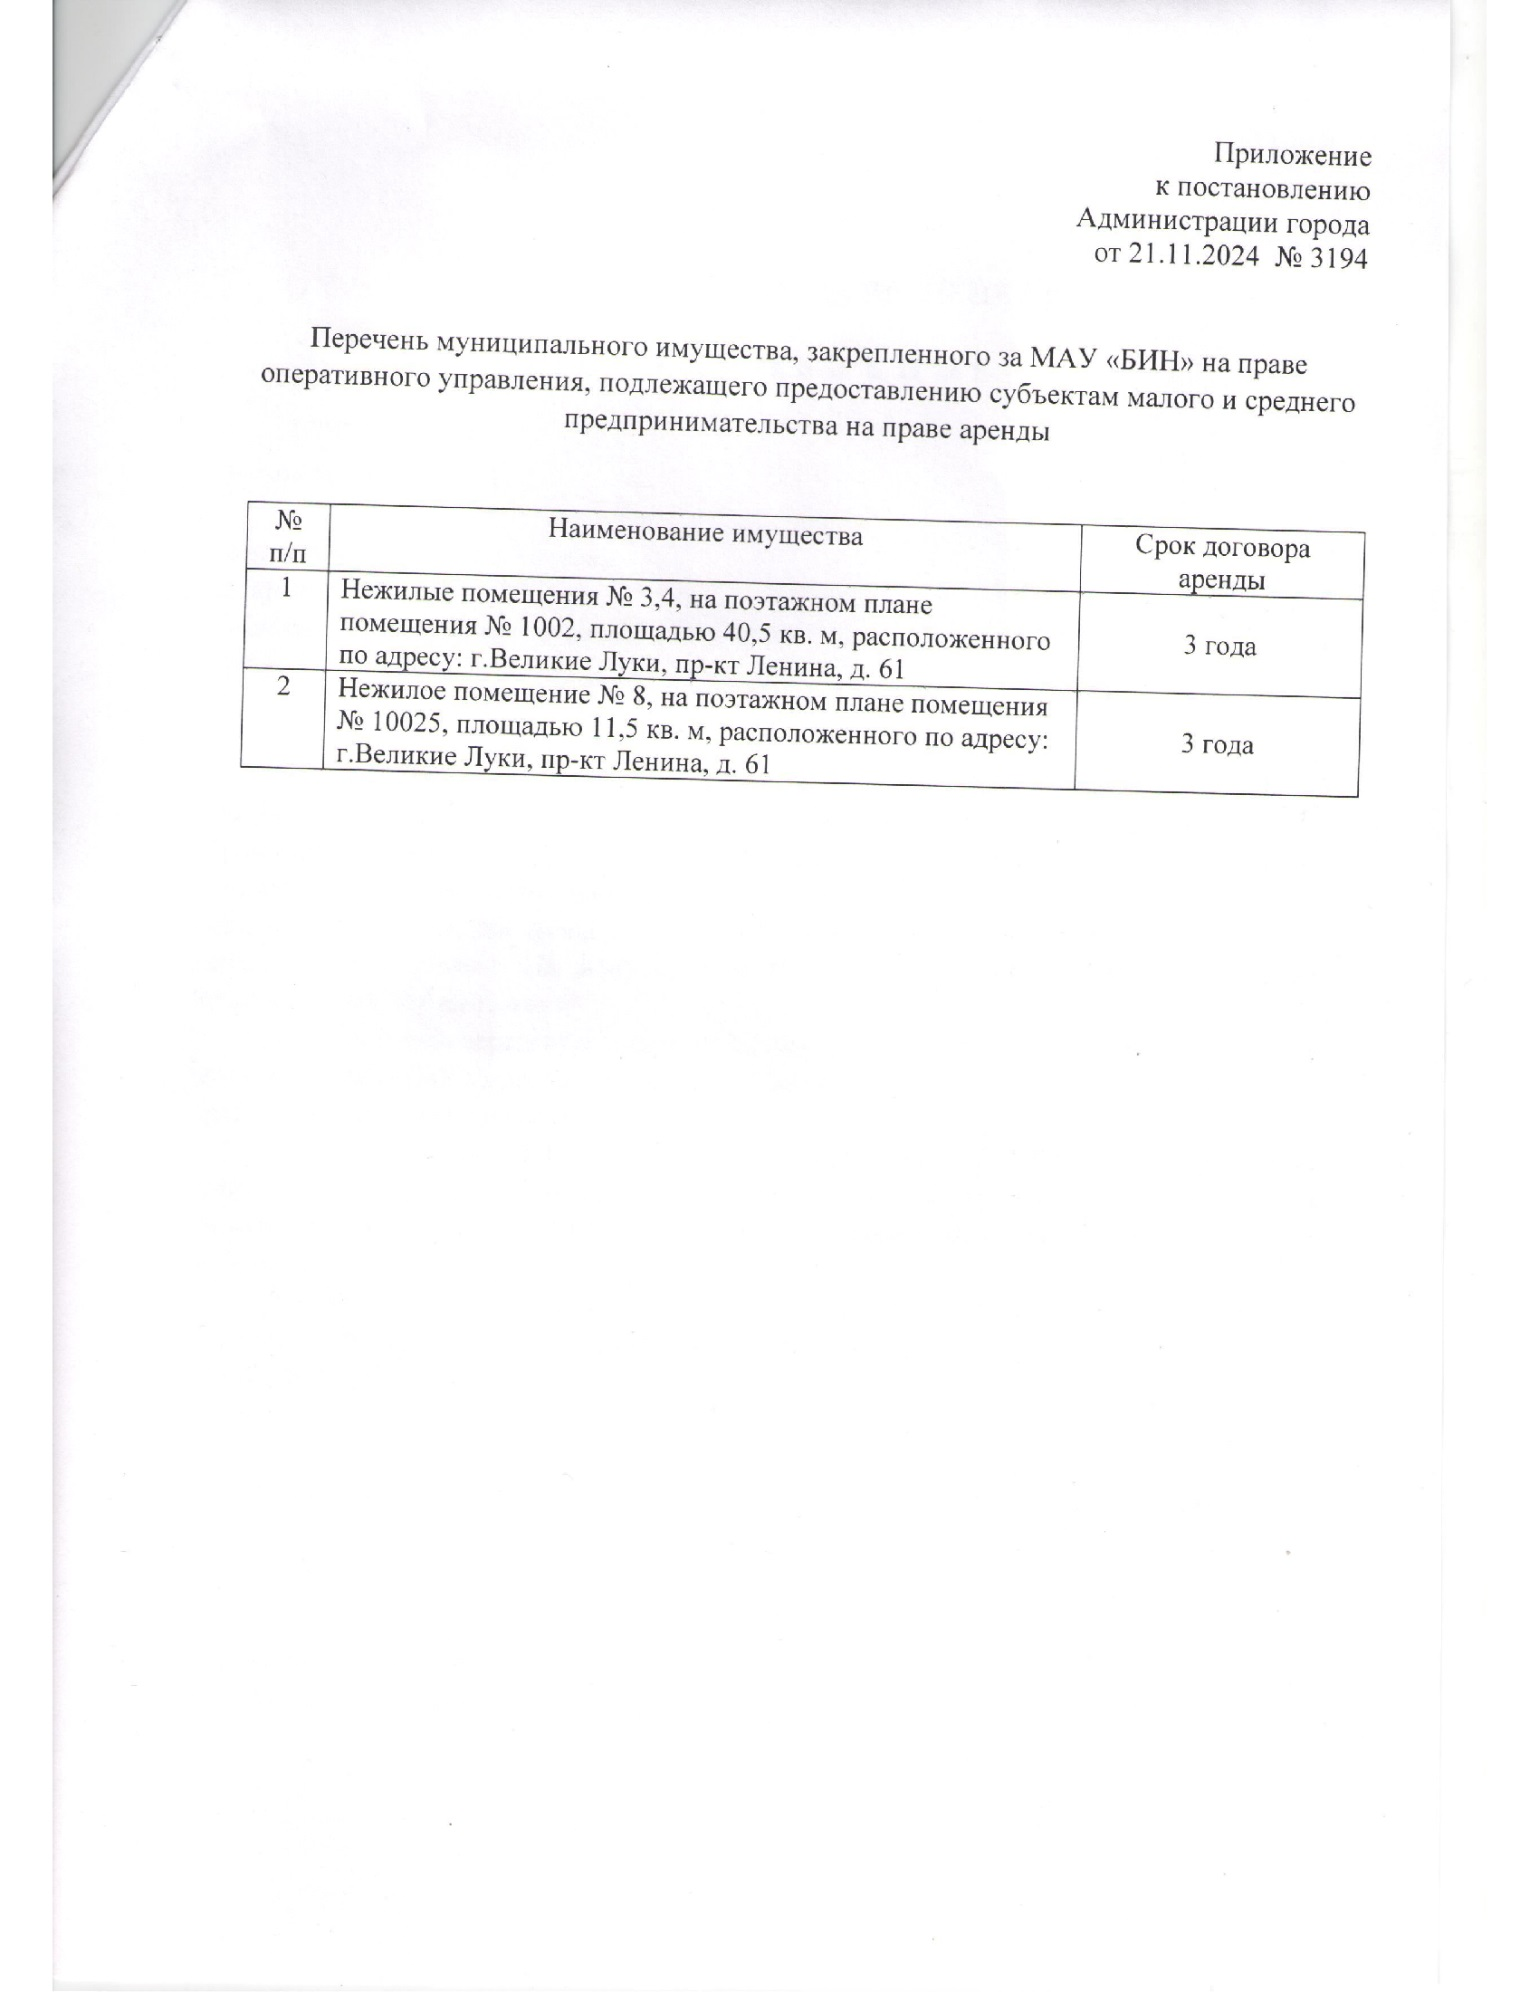 Приложение
к постановлению
Администрации города
от 21.11.2024 № 3194
Перечень муниципального имущества, закрепленного за МАУ «БИН» на праве
оперативного управления, подлежащего предоставлению субъектам малого и среднего
предпринимательства на праве аренды
№
п/п
Наименование имущества
Срок договора
аренды
1
Нежилые помещения № 3,4, на поэтажном плане
помещения № 1002, площадью 40,5 кв. м, расположенного
по адресу: г.Великие Луки, пр-кт Ленина, д. 61
3 года
2
Нежилое помещение № 8, на поэтажном плане помещения
№ 10025, площадью 11,5 кв. м, расположенного по адресу:
г.Великие Луки, пр-кт Ленина, д. 61
3 года